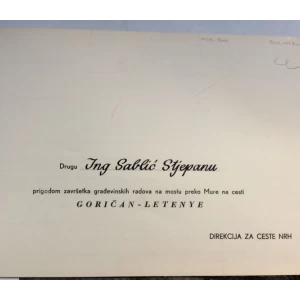 Drugu Ing Sablić Stjepanu
prigodom završetka građevinskih radova na mostu preko Mure na cesti
GORIČAN-LETENYE
DIREKCIJA ZA CESTE NRH